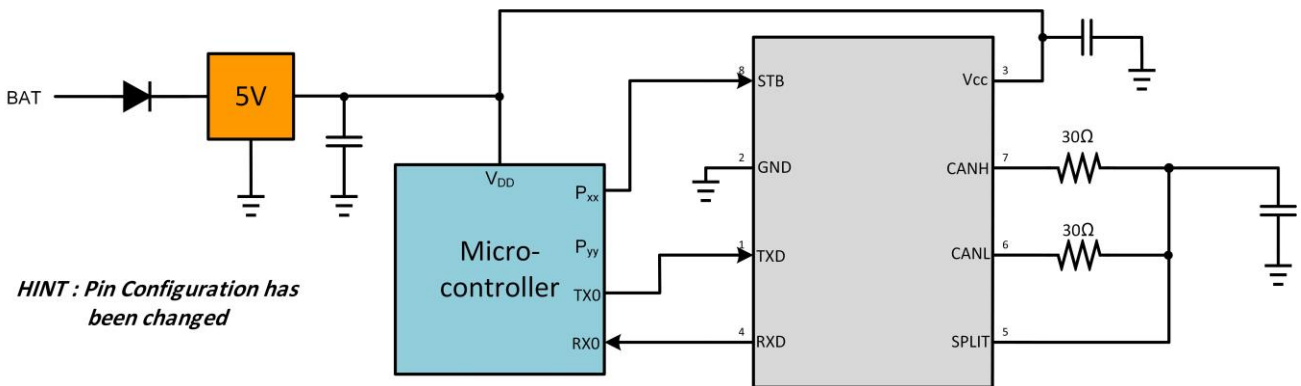 BAT
5V
VDD
Pxx
Pyy
Micro-
controller
TX0
RX0
HINT : Pin Configuration has
been changed
8
STB
Vcc
3
2
GND
CANH
7
30Ω
1
TXD
CANL
6
30Ω
4
RXD
SPLIT
5